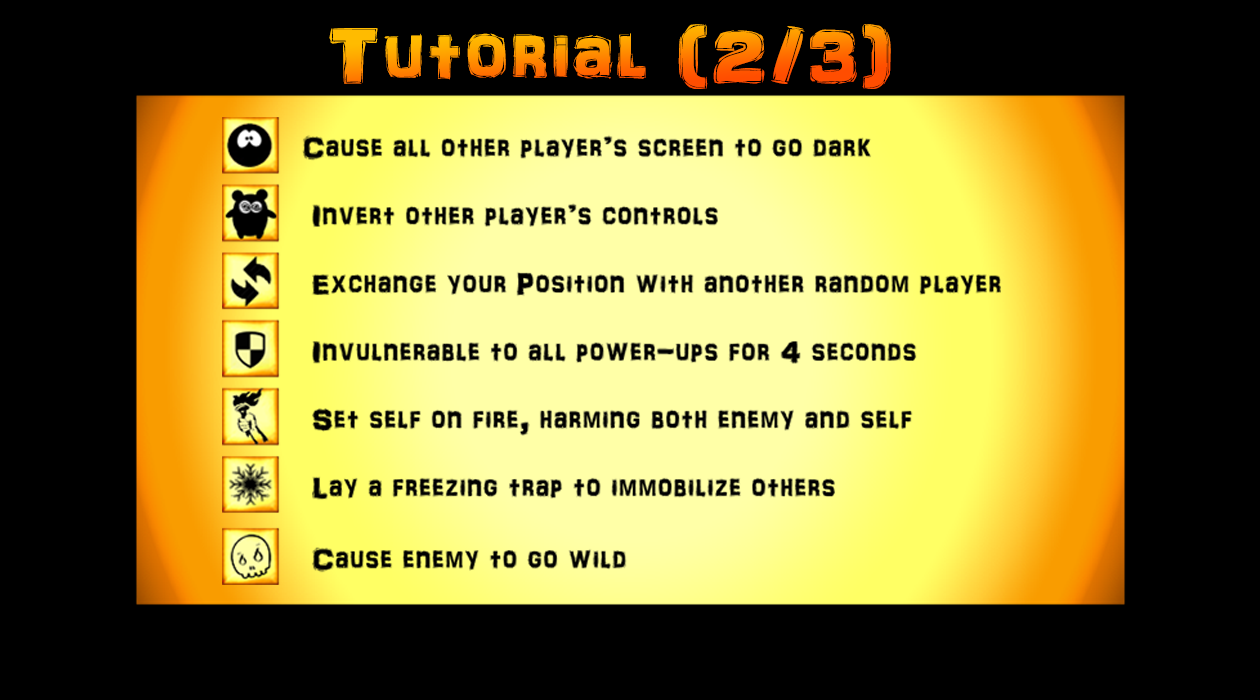 Tutorial (2/3)
Cause all other player's screen to go dark
Invert other player's controls
Exchange your Position with another random player
Invulnerable to all power-ups for 4 seconds
Set self on fire, harming both enemy and self
Lay a freezing trap to immobilize others
Cause enemy to go wild